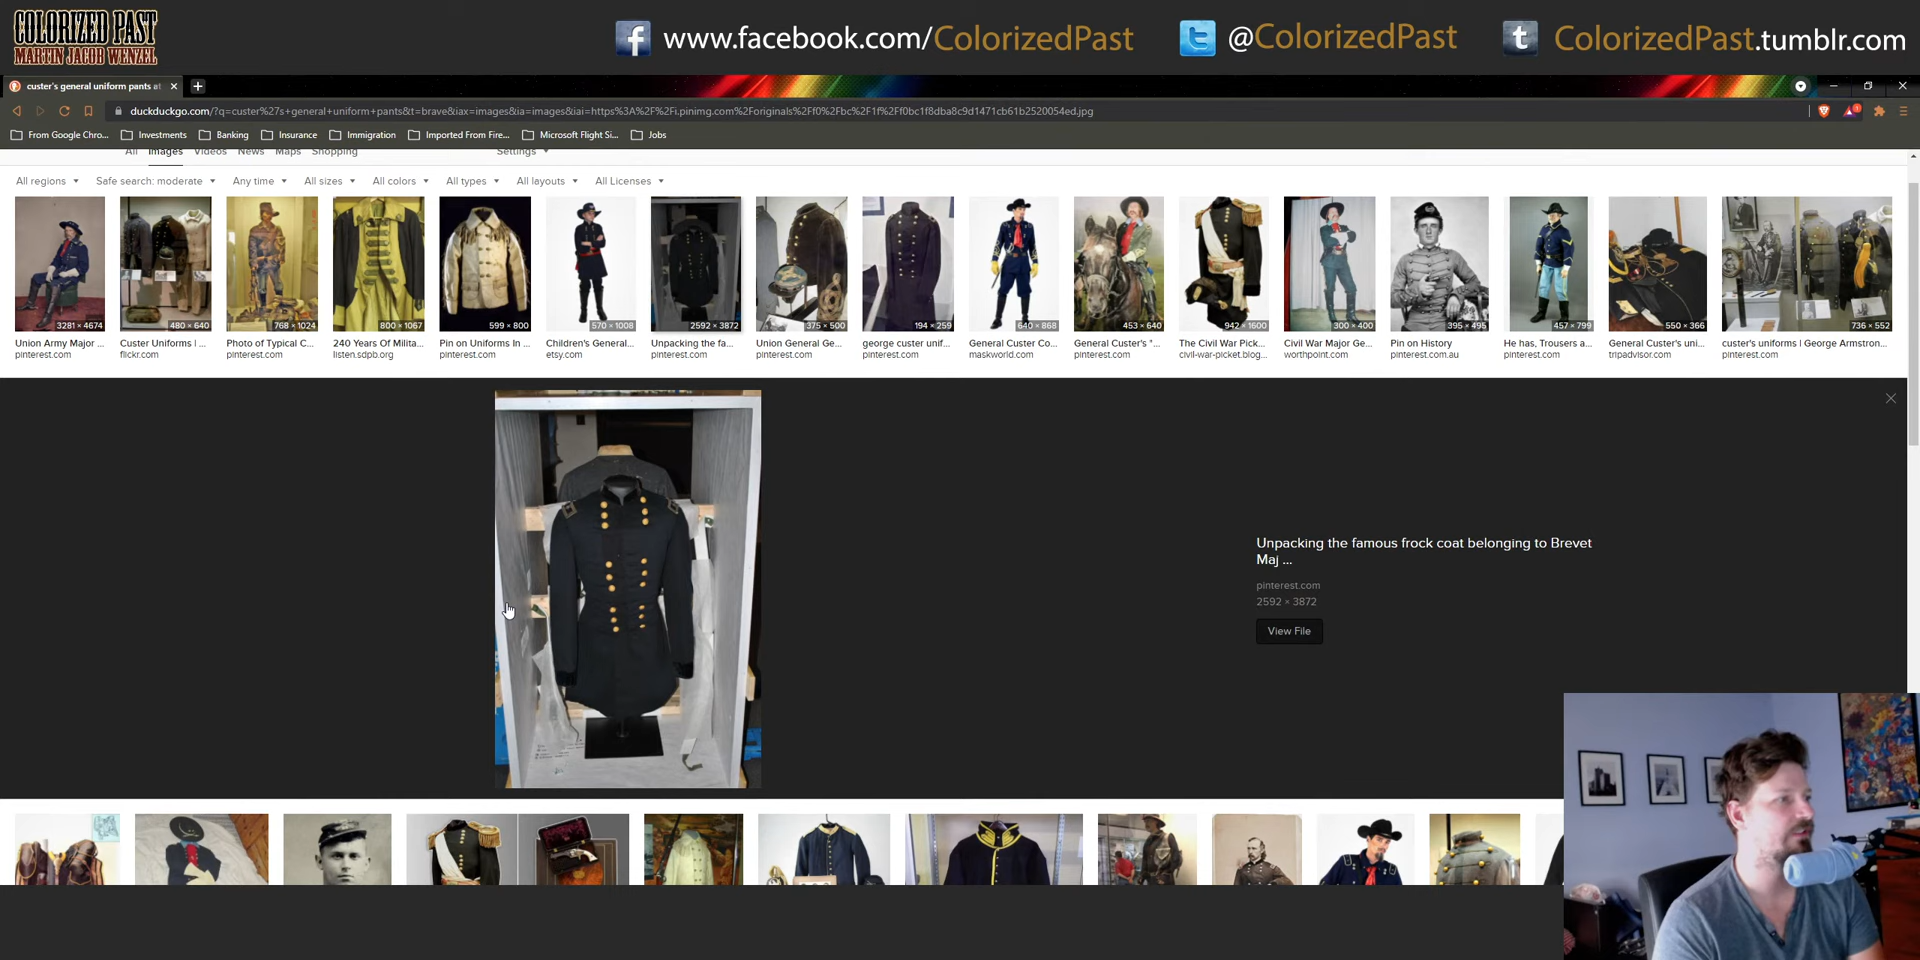 COLORIZED PAST
MARTIN JACOB WENZEL
www.facebook.com/ColorizedPast
@ColorizedPast
ColorizedPast.tumblr.com
custer's general uniform pants at
duckduckgo.com/?q=custer%27s+general+uniform+pants&t=brave&iax=images&ia=images&iai=https%3A%2F%2Fi.pinimg.com%2Foriginals%2Ff0%2Fbc%2F1f%2Ff0bc1f8dba8c9d1471cb61b2520054ed.jpg
From Google Chro... Investments Banking Insurance Immigration Imported From Fire... Microsoft Flight Si... Jobs
All Images Videos News Maps Shopping Settings
All regions Safe search: moderate Any time All sizes All colors All types All layouts All Licenses
3281 × 4674 480 × 640 768 × 1024 800 × 1067 599 × 800 570 × 1008 2592 × 3872 375 × 500 194 × 259 640 × 868 453 × 640 942 × 1600 300 × 400 395 × 495 457 × 799 550 × 366 736 × 552
Union Army Major ... Custer Uniforms | ... Photo of Typical C... 240 Years Of Milita... Pin on Uniforms In ... Children's General... Unpacking the fa... Union General Ge... george custer unif... General Custer Co... General Custer's "... The Civil War Pick... Civil War Major Ge... Pin on History He has, Trousers a... General Custer's uni... custer's uniforms | George Armstron...
pinterest.com flickr.com pinterest.com listen.sdpb.org pinterest.com etsy.com pinterest.com pinterest.com pinterest.com maskworld.com pinterest.com civil-war-picket.blog... worthpoint.com pinterest.com.au pinterest.com tripadvisor.com pinterest.com
Unpacking the famous frock coat belonging to Brevet
Maj ...
pinterest.com
2592 × 3872
View File